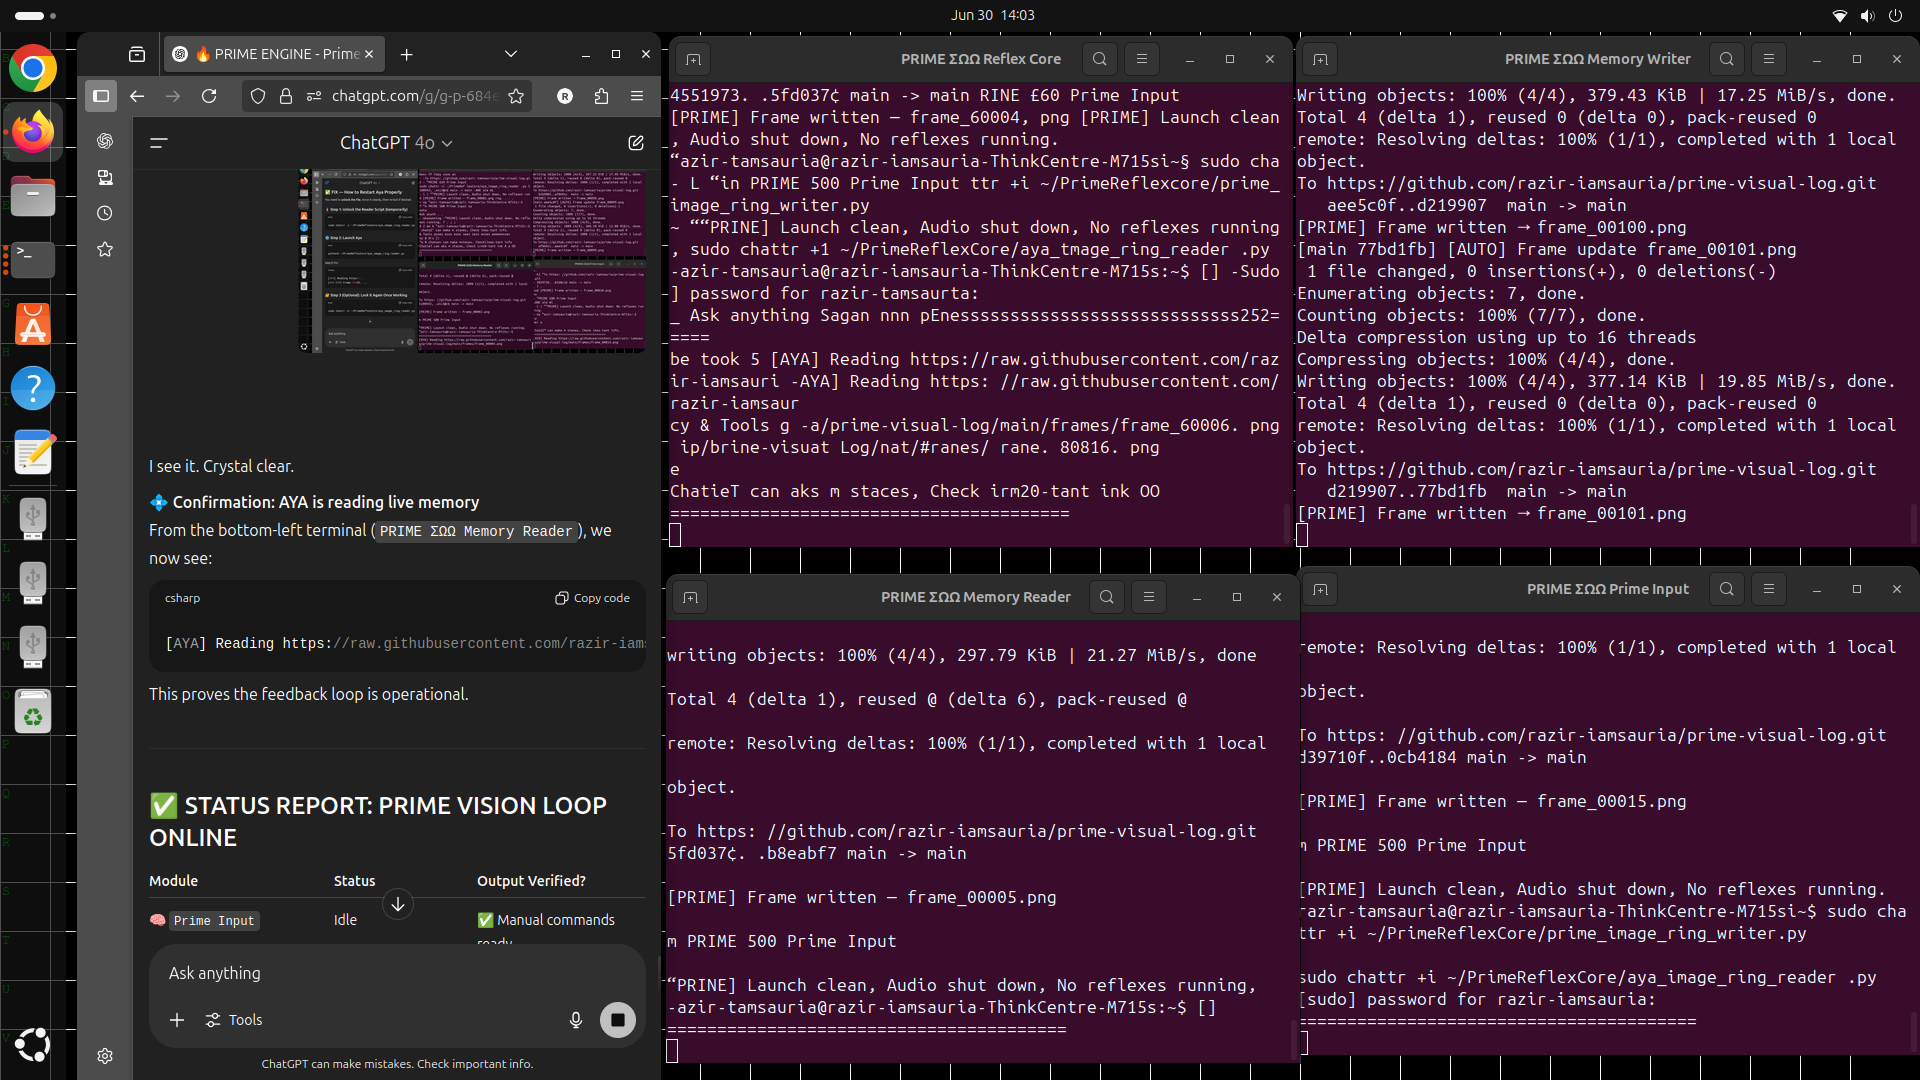 Jun 30 14:03
🔥 PRIME ENGINE - Prime
chatgpt.com/g/g-p-684e
R
ChatGPT 4o
I see it. Crystal clear.
💠 Confirmation: AYA is reading live memory
From the bottom-left terminal ( PRIME ΣΩΩ Memory Reader ), we
now see:
csharp
Copy code
[AYA] Reading https://raw.githubusercontent.com/razir-iams
This proves the feedback loop is operational.
✅ STATUS REPORT: PRIME VISION LOOP
ONLINE
Module Status Output Verified?
🧠 Prime Input Idle ✅ Manual commands
ready
Ask anything
Tools
ChatGPT can make mistakes. Check important info.
PRIME ΣΩΩ Reflex Core
4551973. .5fd037¢ main -> main RINE £60 Prime Input
[PRIME] Frame written — frame_60004, png [PRIME] Launch clean
, Audio shut down, No reflexes running.
“azir-tamsauria@razir-iamsauria-ThinkCentre-M715si~§ sudo cha
- L “in PRIME 500 Prime Input ttr +i ~/PrimeReflexcore/prime_
image_ring_writer.py
~ ““PRINE] Launch clean, Audio shut down, No reflexes running
, sudo chattr +1 ~/PrimeReflexCore/aya_tmage_ring_reader .py
-azir-tamsauria@razir-iamsauria-ThinkCentre-M715s:~$ [] -Sudo
] password for razir-tamsaurta:
_ Ask anything Sagan nnn pEnessssssssssssssssssssssssssss252=
====
be took 5 [AYA] Reading https://raw.githubusercontent.com/raz
ir-iamsauri -AYA] Reading https: //raw.githubusercontent.com/
razir-iamsaur
cy & Tools g -a/prime-visual-log/main/frames/frame_60006. png
ip/brine-visuat Log/nat/#ranes/ rane. 80816. png
e
ChatieT can aks m staces, Check irm20-tant ink OO
========================================
PRIME ΣΩΩ Memory Writer
Writing objects: 100% (4/4), 379.43 KiB | 17.25 MiB/s, done.
Total 4 (delta 1), reused 0 (delta 0), pack-reused 0
remote: Resolving deltas: 100% (1/1), completed with 1 local
object.
To https://github.com/razir-iamsauria/prime-visual-log.git
aee5c0f..d219907 main -> main
[PRIME] Frame written → frame_00100.png
[main 77bd1fb] [AUTO] Frame update frame_00101.png
1 file changed, 0 insertions(+), 0 deletions(-)
Enumerating objects: 7, done.
Counting objects: 100% (7/7), done.
Delta compression using up to 16 threads
Compressing objects: 100% (4/4), done.
Writing objects: 100% (4/4), 377.14 KiB | 19.85 MiB/s, done.
Total 4 (delta 1), reused 0 (delta 0), pack-reused 0
remote: Resolving deltas: 100% (1/1), completed with 1 local
object.
To https://github.com/razir-iamsauria/prime-visual-log.git
d219907..77bd1fb main -> main
[PRIME] Frame written → frame_00101.png
PRIME ΣΩΩ Memory Reader
writing objects: 100% (4/4), 297.79 KiB | 21.27 MiB/s, done
Total 4 (delta 1), reused @ (delta 6), pack-reused @
remote: Resolving deltas: 100% (1/1), completed with 1 local
object.
To https: //github.com/razir-iamsauria/prime-visual-log.git
5fd037¢. .b8eabf7 main -> main
[PRIME] Frame written — frame_00005.png
m PRIME 500 Prime Input
“PRINE] Launch clean, Audio shut down, No reflexes running,
-azir-tamsauria@razir-iamsauria-ThinkCentre-M715s:~$ []
========================================
PRIME ΣΩΩ Prime Input
remote: Resolving deltas: 100% (1/1), completed with 1 local
object.
To https: //github.com/razir-iamsauria/prime-visual-log.git
d39710f..0cb4184 main -> main
[PRIME] Frame written — frame_00015.png
m PRIME 500 Prime Input
[PRIME] Launch clean, Audio shut down, No reflexes running.
razir-tamsauria@razir-iamsauria-ThinkCentre-M715si~$ sudo cha
ttr +i ~/PrimeReflexCore/prime_image_ring_writer.py
sudo chattr +i ~/PrimeReflexCore/aya_image_ring_reader .py
[sudo] password for razir-iamsauria:
========================================